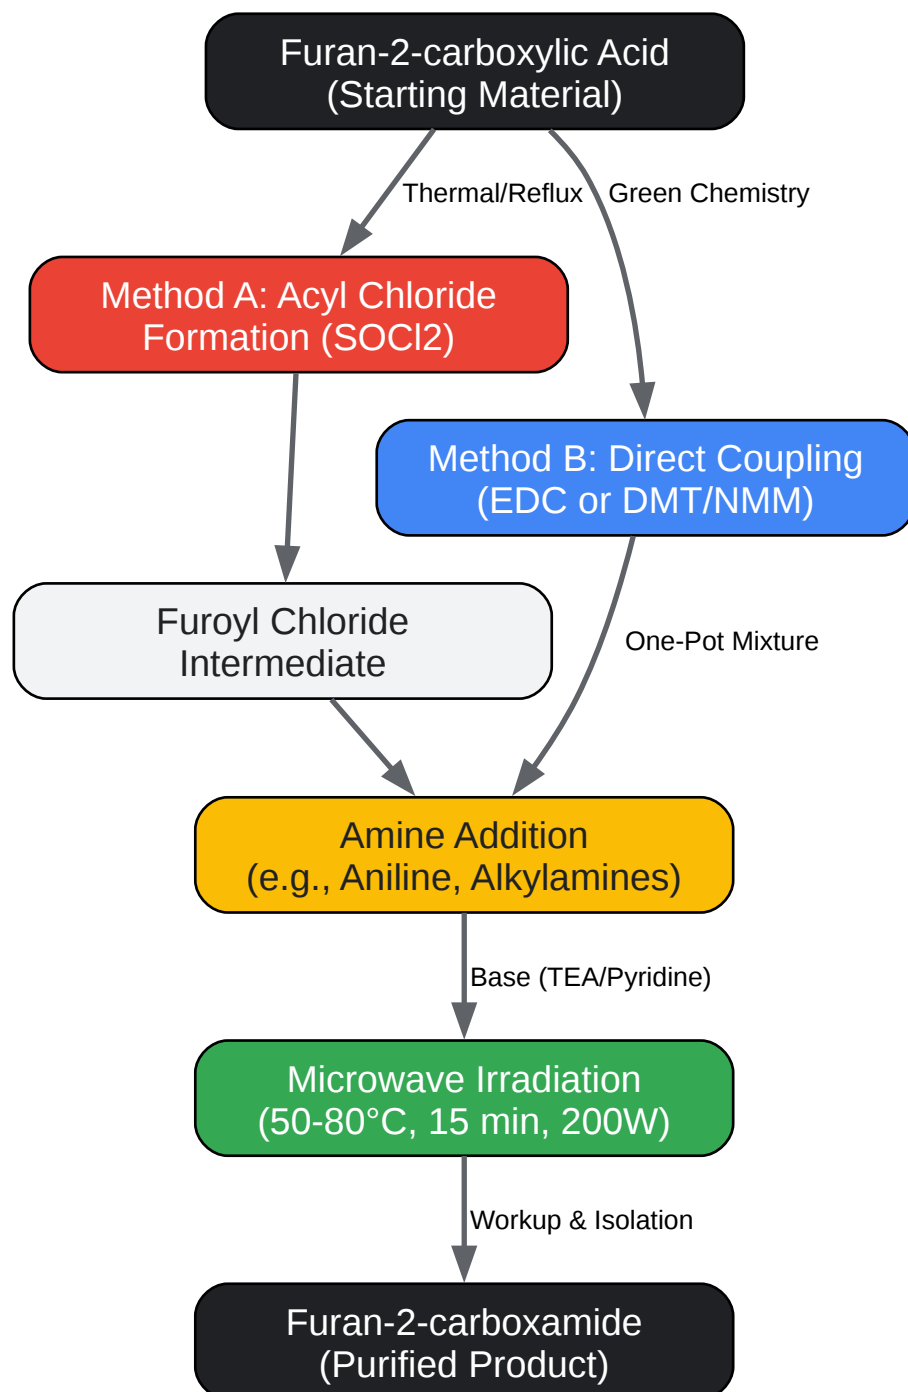 Furan-2-carboxylic Acid
(Starting Material)
Thermal/Reflux
Green Chemistry
Method A: Acyl Chloride
Formation (SOCl2)
Method B: Direct Coupling
(EDC or DMT/NMM)
Furoyl Chloride
Intermediate
One-Pot Mixture
Amine Addition
(e.g., Aniline, Alkylamines)
Base (TEA/Pyridine)
Microwave Irradiation
(50-80°C, 15 min, 200W)
Workup & Isolation
Furan-2-carboxamide
(Purified Product)